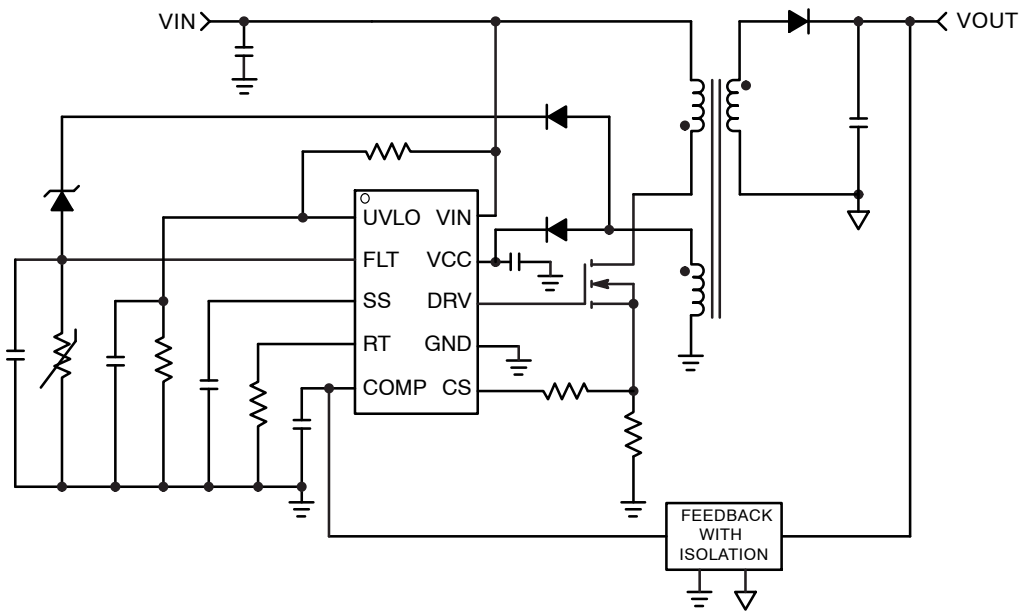 VIN
VOUT
UVLO VIN
FLT VCC
SS DRV
RT GND
COMP CS
FEEDBACK
WITH
ISOLATION